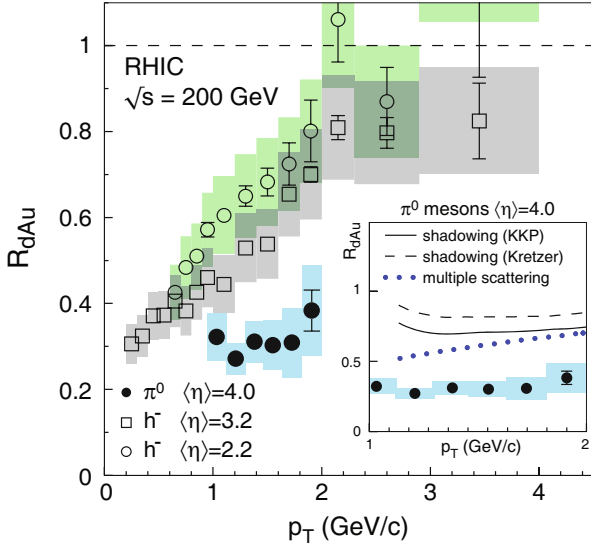 1
0.8
0.6
0.4
0.2
0
R_dAu
RHIC
√s = 200 GeV
● π⁰ ⟨η⟩=4.0
□ h⁻ ⟨η⟩=3.2
○ h⁻ ⟨η⟩=2.2
0 1 2 3 4
p_T (GeV/c)
π⁰ mesons ⟨η⟩=4.0
shadowing (KKP)
shadowing (Kretzer)
multiple scattering
R_dAu
1
0.5
0
1 2
p_T (GeV/c)